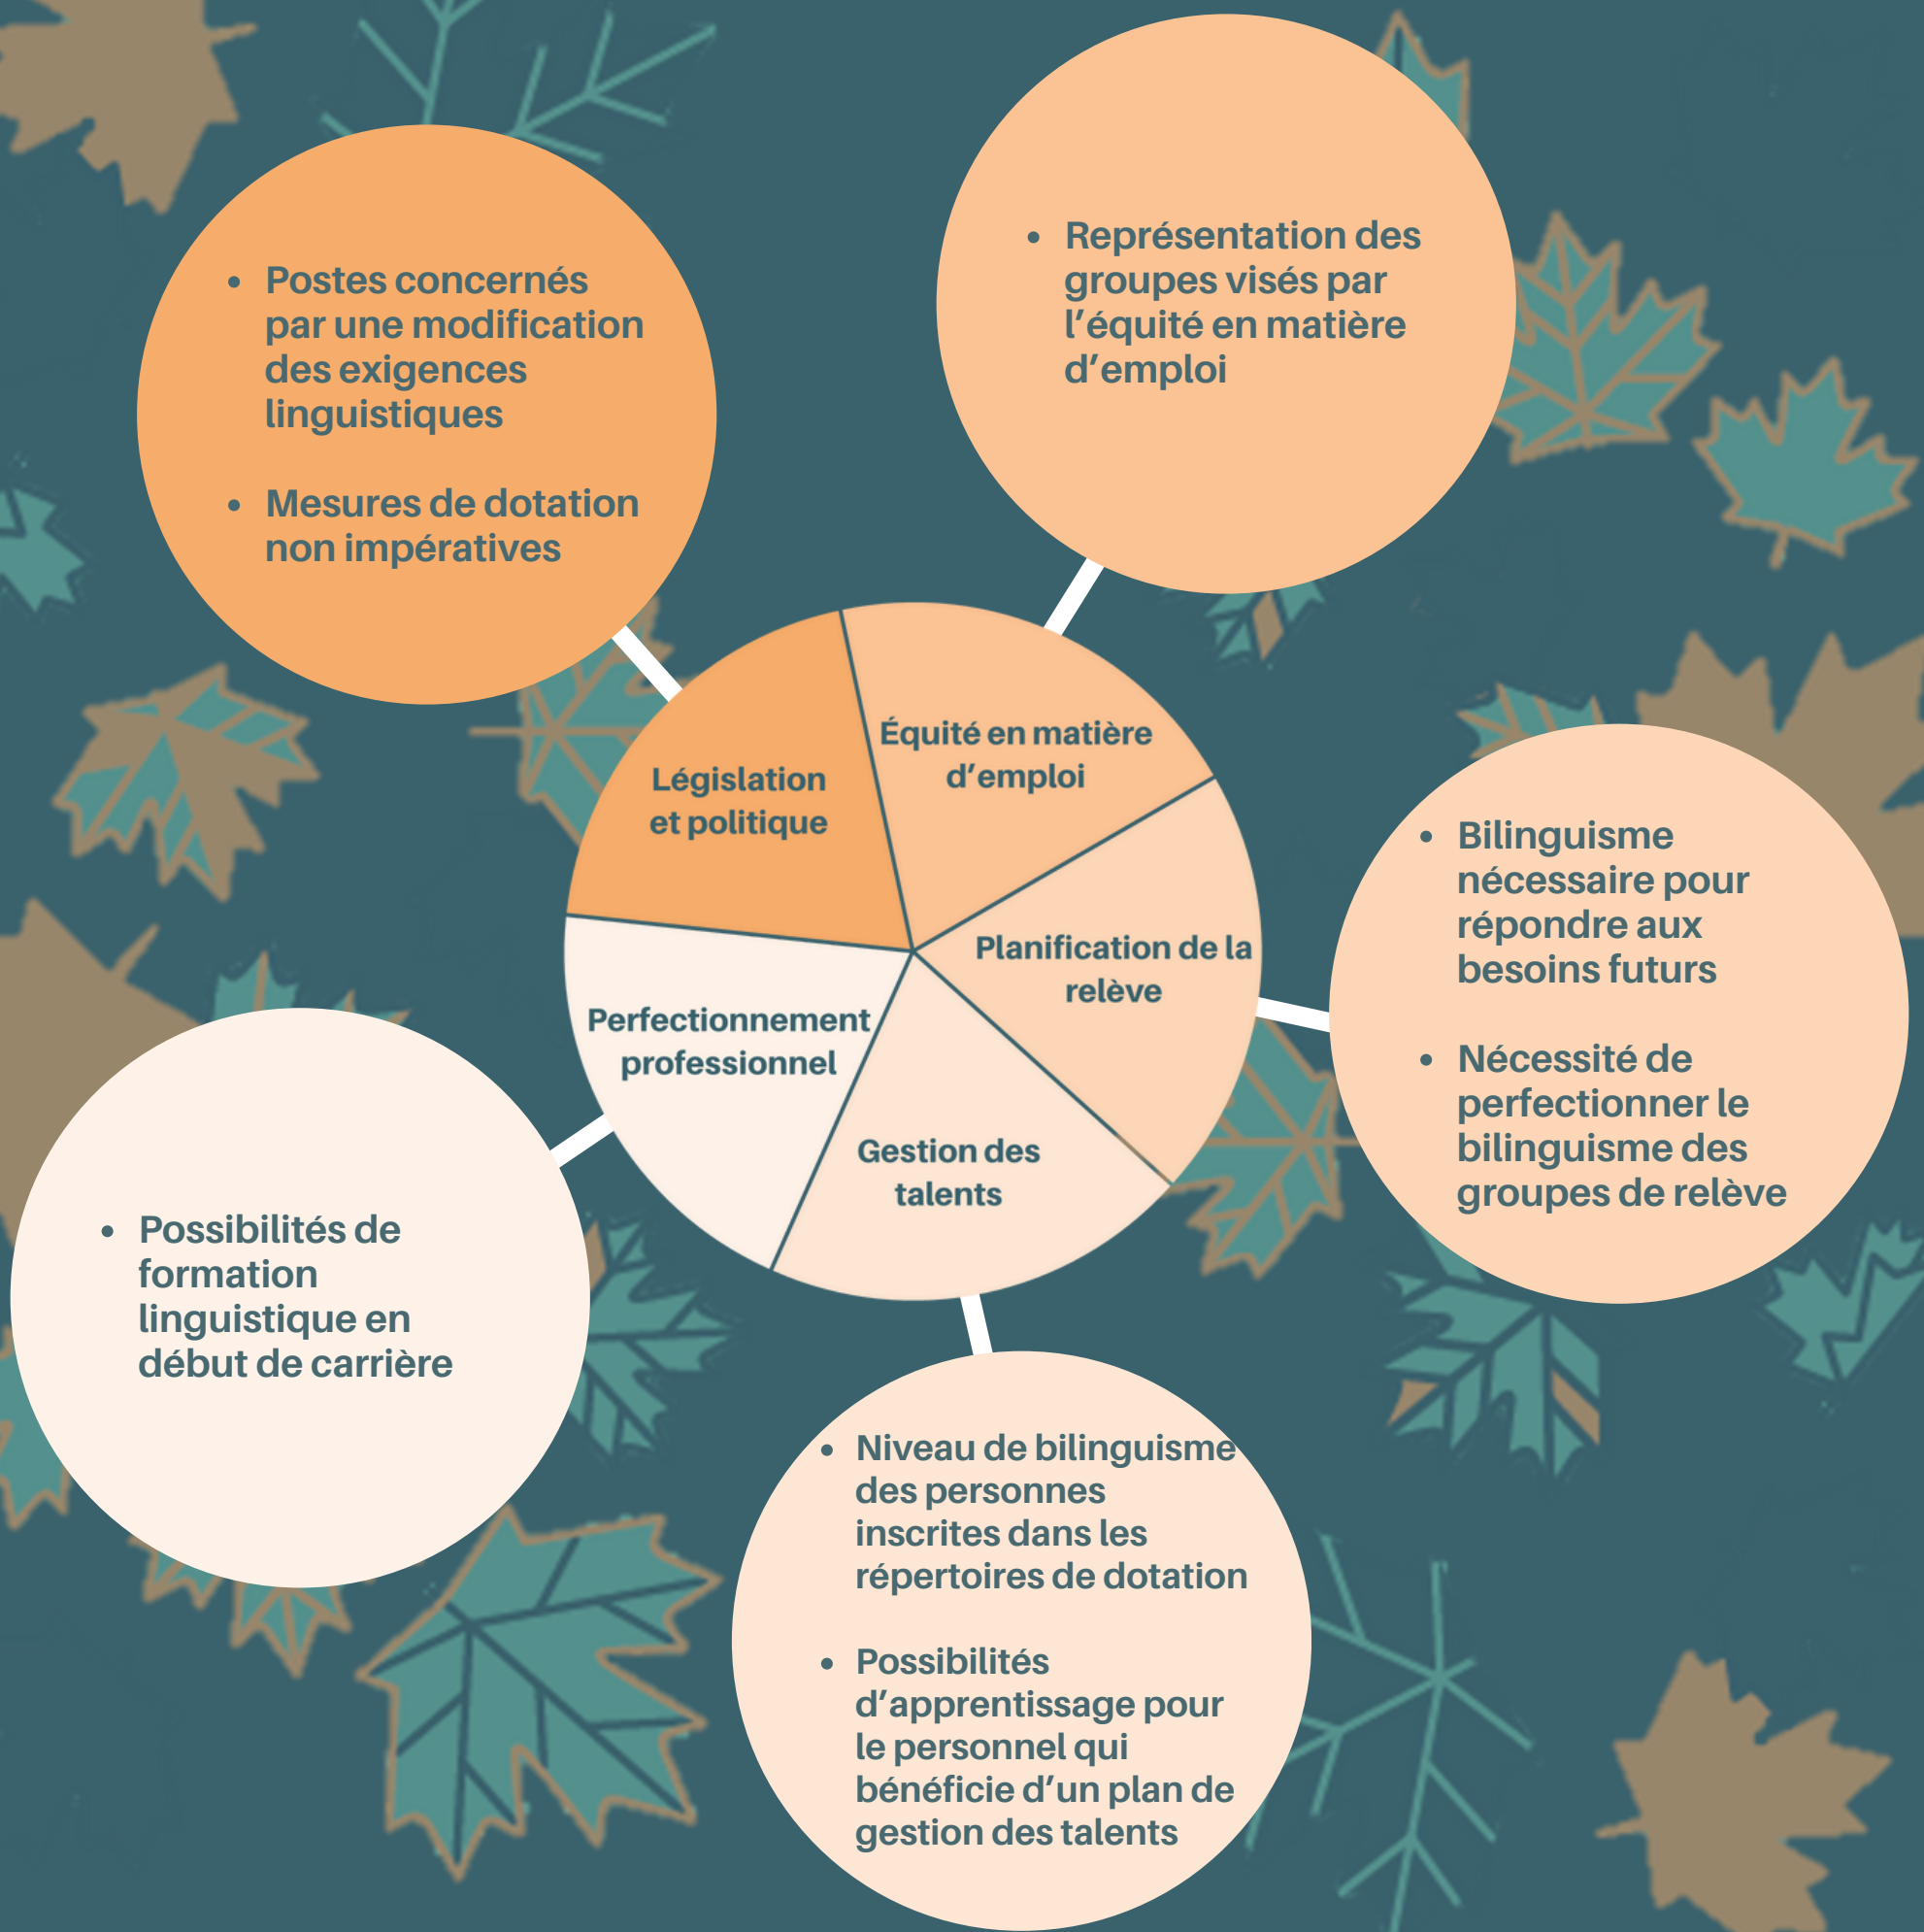 • Postes concernés
par une modification
des exigences
linguistiques
• Mesures de dotation
non impératives
• Représentation des
groupes visés par
l’équité en matière
d’emploi
Législation
et politique
Équité en matière
d’emploi
Planification de la
relève
Gestion des
talents
Perfectionnement
professionnel
• Bilinguisme
nécessaire pour
répondre aux
besoins futurs
• Nécessité de
perfectionner le
bilinguisme des
groupes de relève
• Possibilités de
formation
linguistique en
début de carrière
• Niveau de bilinguisme
des personnes
inscrites dans les
répertoires de dotation
• Possibilités
d’apprentissage pour
le personnel qui
bénéficie d’un plan de
gestion des talents